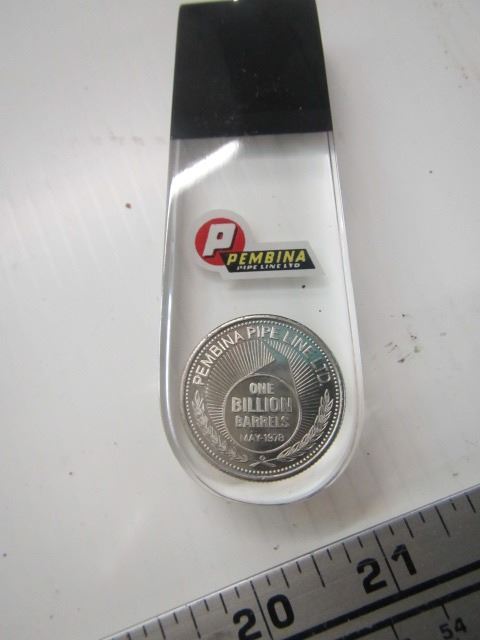 P
PEMBINA
PIPE LINE LTD
PEMBINA PIPE LINE LTD.
ONE
BILLION
BARRELS
MAY-1978
20
21
54